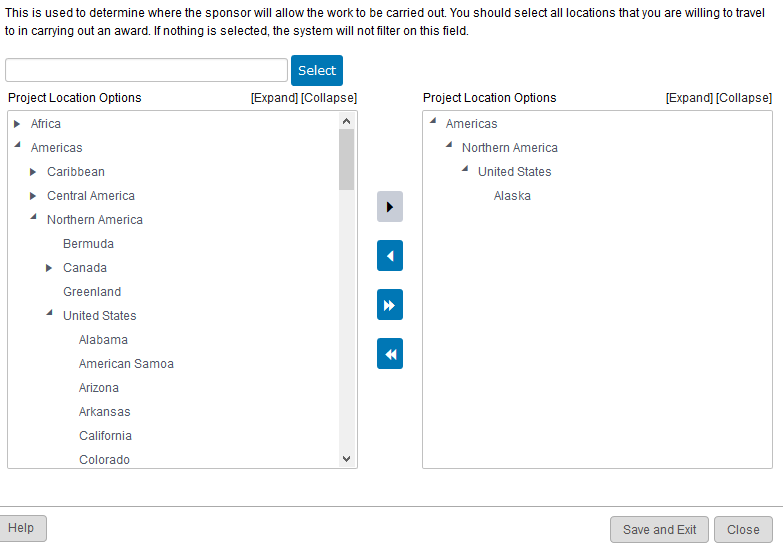 This is used to determine where the sponsor will allow the work to be carried out. You should select all locations that you are willing to travel
to in carrying out an award. If nothing is selected, the system will not filter on this field.
Select
Project Location Options [Expand] [Collapse]
Africa
Americas
Caribbean
Central America
Northern America
Bermuda
Canada
Greenland
United States
Alabama
American Samoa
Arizona
Arkansas
California
Colorado
Project Location Options [Expand] [Collapse]
Americas
Northern America
United States
Alaska
Help
Save and Exit
Close